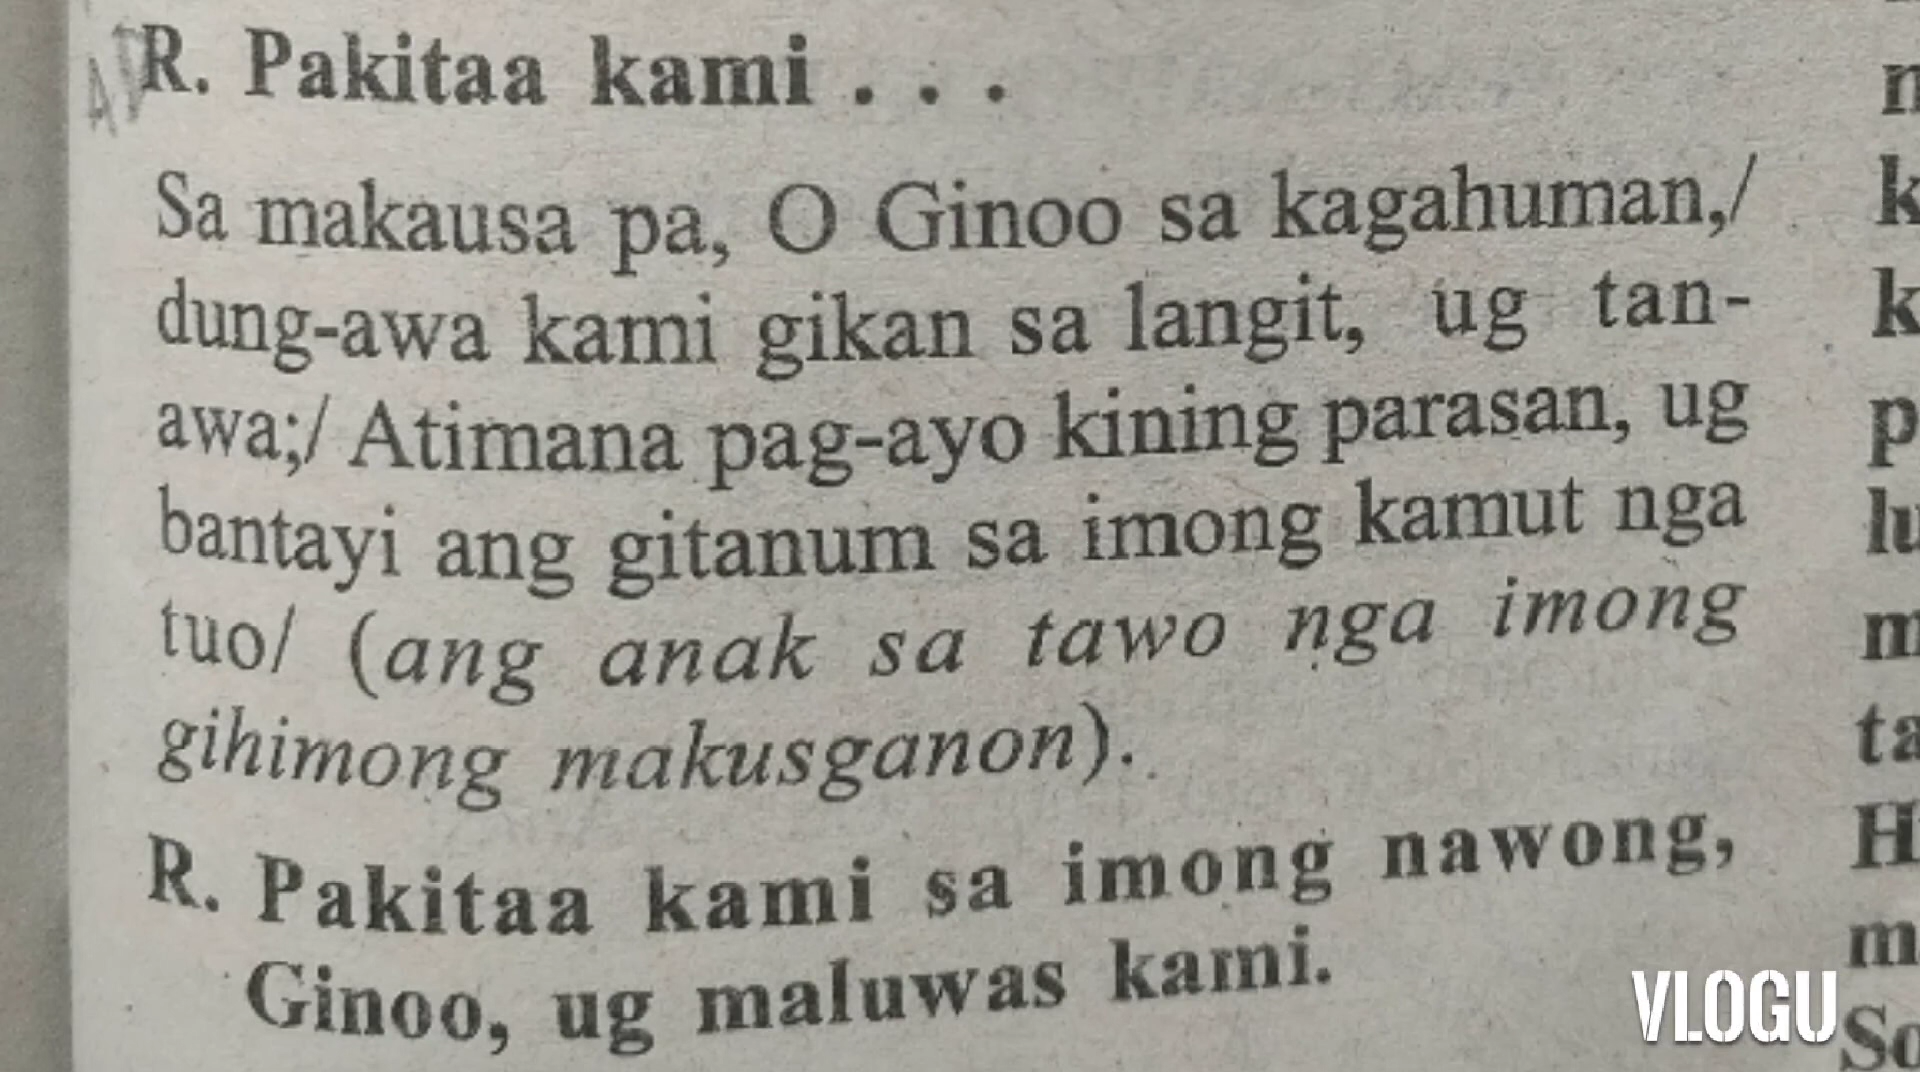 R. Pakitaa kami . . .
Sa makausa pa, O Ginoo sa kagahuman,/
dung-awa kami gikan sa langit, ug tan-
awa;/ Atimana pag-ayo kining parasan, ug
bantayi ang gitanum sa imong kamut nga
tuo/ (ang anak sa tawo nga imong
gihimong makusganon).
R. Pakitaa kami sa imong nawong,
Ginoo, ug maluwas kami.
VLOGU